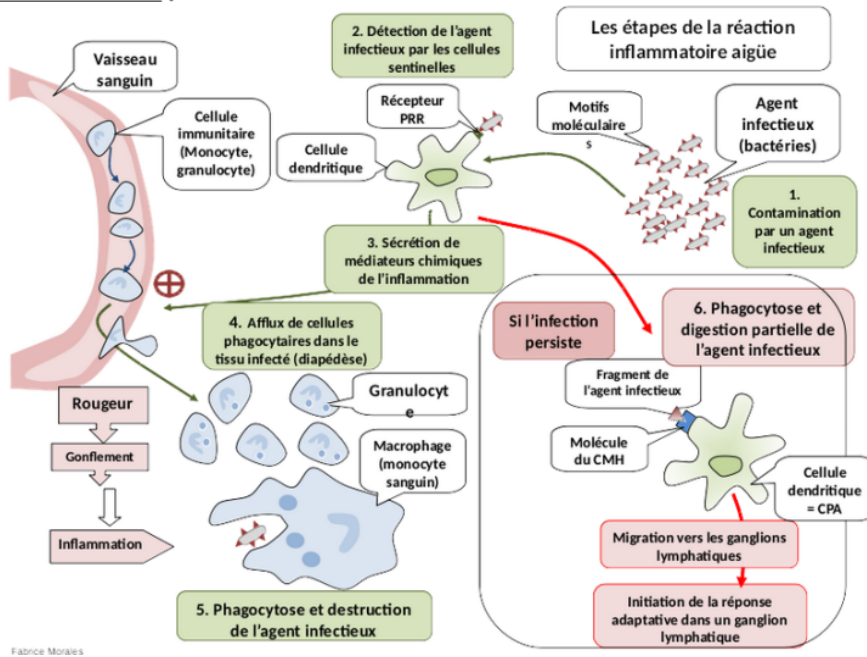 Les étapes de la réaction
inflammatoire aigüe
2. Détection de l'agent
infectieux par les cellules
sentinelles
Vaisseau
sanguin
Récepteur
PRR
Motifs
moléculaire
s
Agent
infectieux
(bactéries)
Cellule
immunitaire
(Monocyte,
granulocyte)
Cellule
dendritique
1.
Contamination
par un agent
infectieux
3. Sécrétion de
médiateurs chimiques
de l'inflammation
4. Afflux de cellules
phagocytaires dans le
tissu infecté (diapédèse)
Si l'infection
persiste
6. Phagocytose et
digestion partielle de
l'agent infectieux
Fragment de
l'agent infectieux
Rougeur
Granulocyt
e
Gonflement
Macrophage
(monocyte
sanguin)
Molécule
du CMH
Cellule
dendritique
= CPA
Inflammation
Migration vers les ganglions
lymphatiques
5. Phagocytose et destruction
de l'agent infectieux
Initiation de la réponse
adaptative dans un ganglion
lymphatique
Fabrice Morales